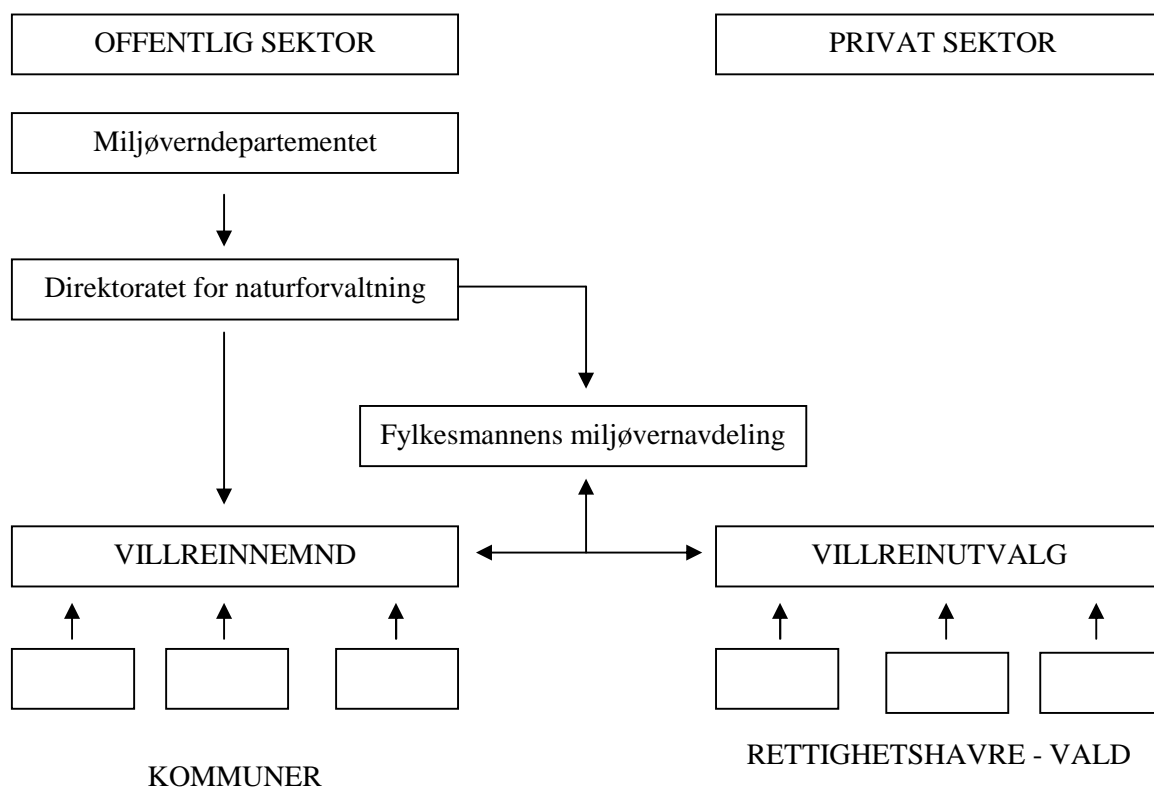 OFFENTLIG SEKTOR
PRIVAT SEKTOR
Miljøverndepartementet
Direktoratet for naturforvaltning
Fylkesmannens miljøvernavdeling
VILLREINNEMND
VILLREINUTVALG
KOMMUNER
RETTIGHETSHAVRE - VALD